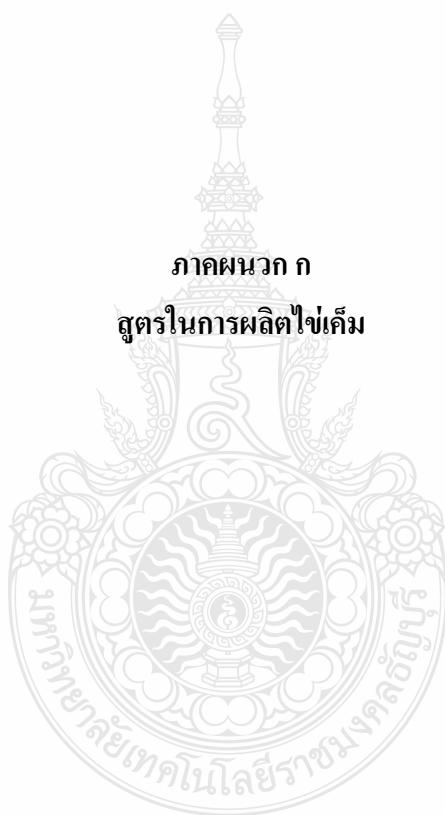 ภาคผนวก ก
สูตรในการผลิตไข่เค็ม
มหาวิทยาลัยเทคโนโลยีราชมงคลธัญบุรี